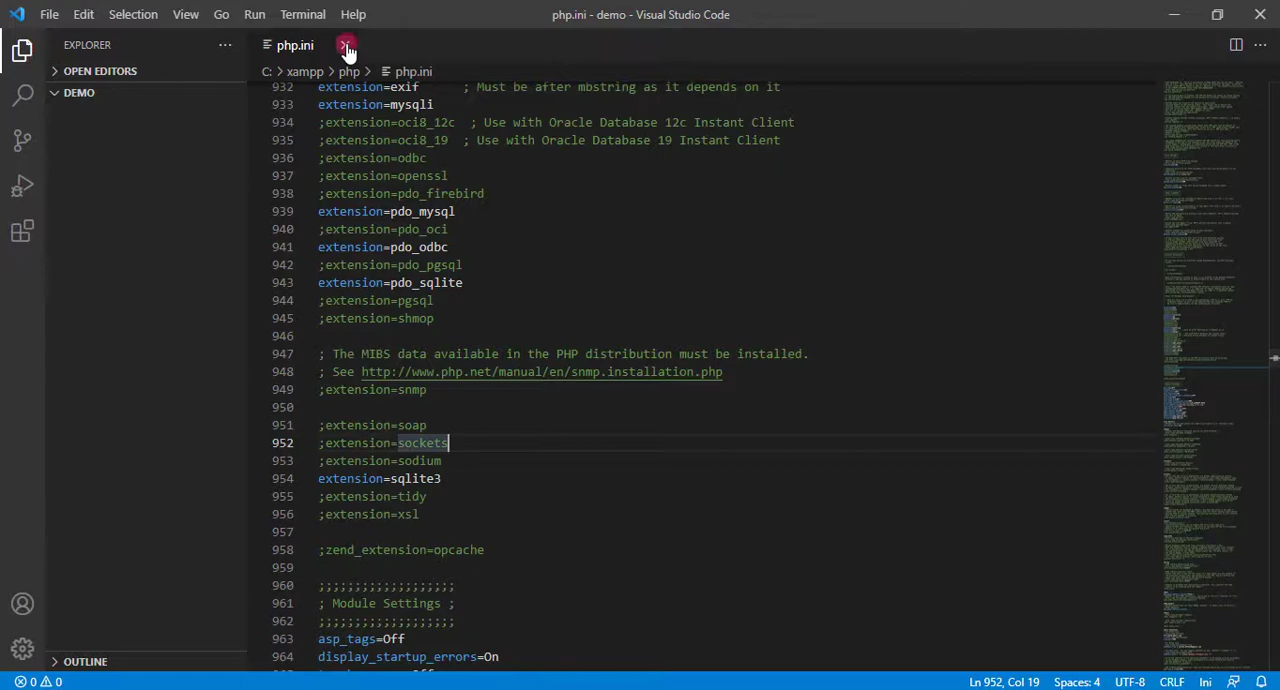 File Edit Selection View Go Run Terminal Help php.ini - demo - Visual Studio Code
EXPLORER
OPEN EDITORS
DEMO
OUTLINE
php.ini
C: > xampp > php > php.ini
932 extension=exif ; Must be after mbstring as it depends on it
933 extension=mysqli
934 ;extension=oci8_12c ; Use with Oracle Database 12c Instant Client
935 ;extension=oci8_19 ; Use with Oracle Database 19 Instant Client
936 ;extension=odbc
937 ;extension=openssl
938 ;extension=pdo_firebird
939 extension=pdo_mysql
940 ;extension=pdo_oci
941 extension=pdo_odbc
942 ;extension=pdo_pgsql
943 extension=pdo_sqlite
944 ;extension=pgsql
945 ;extension=shmop
946
947 ; The MIBS data available in the PHP distribution must be installed.
948 ; See http://www.php.net/manual/en/snmp.installation.php
949 ;extension=snmp
950
951 ;extension=soap
952 ;extension=sockets
953 ;extension=sodium
954 extension=sqlite3
955 ;extension=tidy
956 ;extension=xsl
957
958 ;zend_extension=opcache
959
960 ;;;;;;;;;;;;;;;;;;;
961 ; Module Settings ;
962 ;;;;;;;;;;;;;;;;;;;
963 asp_tags=Off
964 display_startup_errors=On
0 0 Ln 952, Col 19 Spaces: 4 UTF-8 CRLF Ini